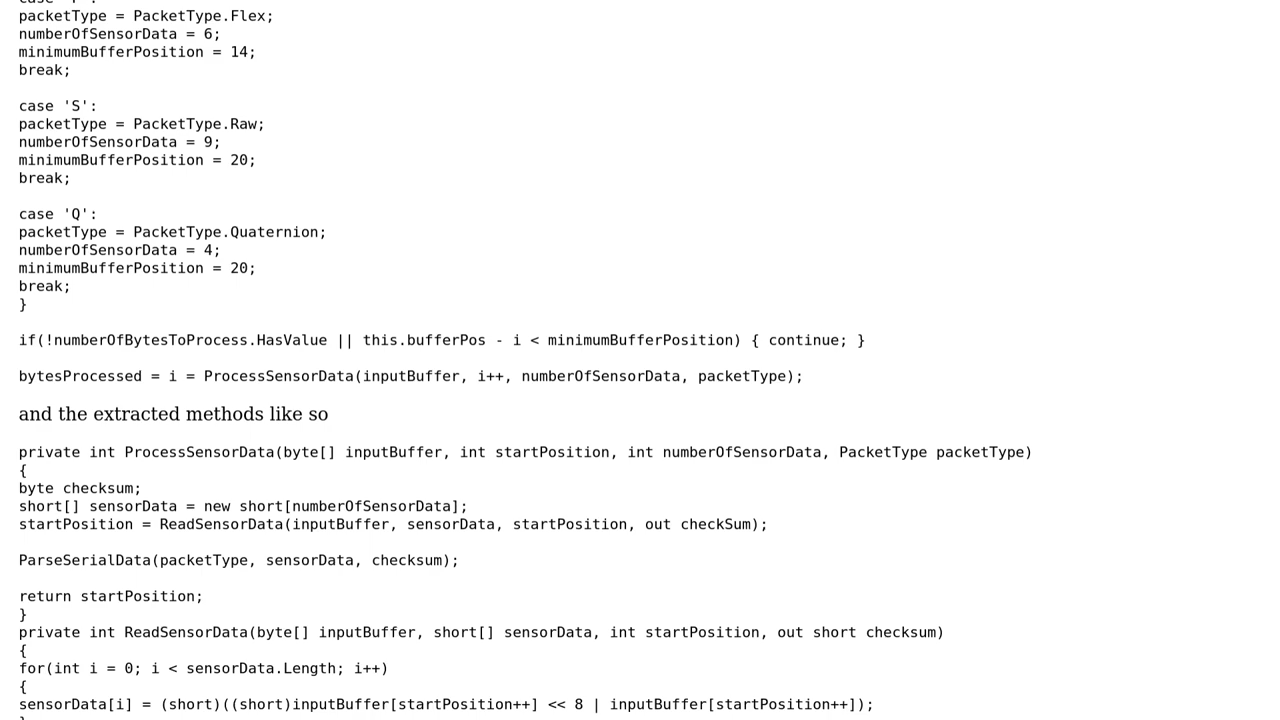 packetType = PacketType.Flex;
numberOfSensorData = 6;
minimumBufferPosition = 14;
break;
case 'S':
packetType = PacketType.Raw;
numberOfSensorData = 9;
minimumBufferPosition = 20;
break;
case 'Q':
packetType = PacketType.Quaternion;
numberOfSensorData = 4;
minimumBufferPosition = 20;
break;
}
if(!numberOfBytesToProcess.HasValue || this.bufferPos - i < minimumBufferPosition) { continue; }
bytesProcessed = i = ProcessSensorData(inputBuffer, i++, numberOfSensorData, packetType);
and the extracted methods like so
private int ProcessSensorData(byte[] inputBuffer, int startPosition, int numberOfSensorData, PacketType packetType)
{
byte checksum;
short[] sensorData = new short[numberOfSensorData];
startPosition = ReadSensorData(inputBuffer, sensorData, startPosition, out checkSum);
ParseSerialData(packetType, sensorData, checksum);
return startPosition;
}
private int ReadSensorData(byte[] inputBuffer, short[] sensorData, int startPosition, out short checksum)
{
for(int i = 0; i < sensorData.Length; i++)
{
sensorData[i] = (short)((short)inputBuffer[startPosition++] << 8 | inputBuffer[startPosition++]);